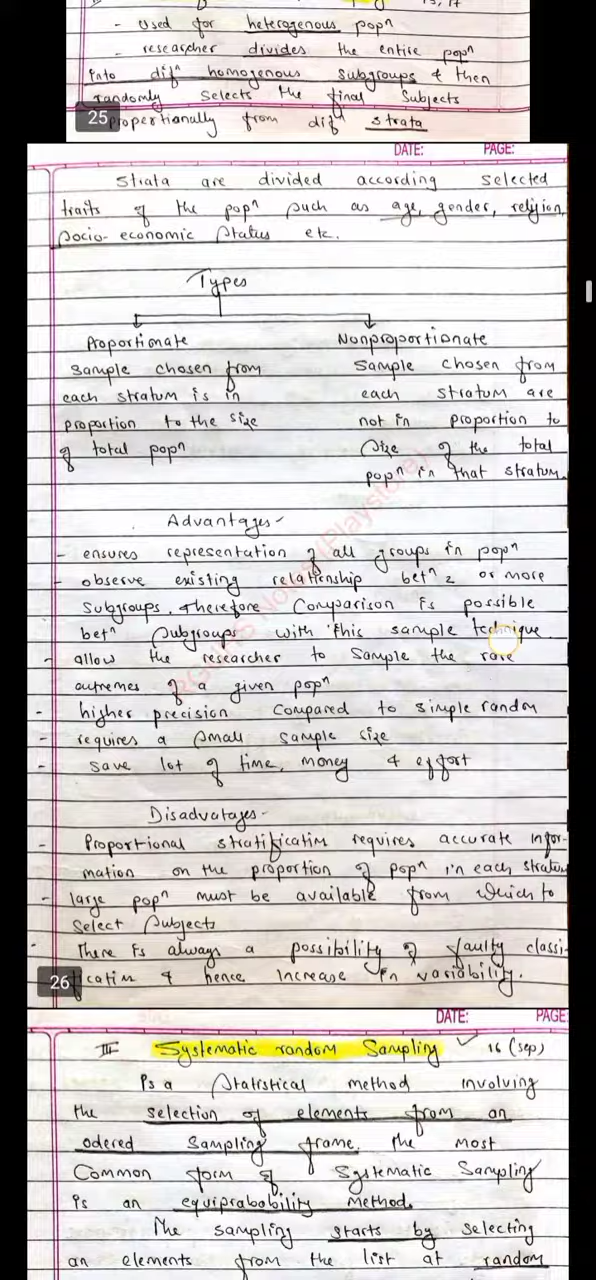 - Used for heterogenous popⁿ
- researcher divides the entire popⁿ
into difⁿ homogenous subgroups & then
randomly selects the final subjects
propertionally from difⁿ strata
25
DATE: PAGE:
Strata are divided according selected
traits of the popⁿ such as age, gender, religion,
socio-economic status etc.
Types
Proportionate
Sample chosen from
each stratum is in
proportion to the size
of total popⁿ
Nonproportionate
Sample chosen from
each stratum are
not in proportion to
size of the total
popⁿ in that stratum.
Advantages-
- ensures representation of all groups in popⁿ
- observe existing relationship betⁿ 2 or more
subgroups. Therefore comparison is possible
betⁿ subgroups with this sample technique.
- allow the researcher to sample the rare
extremes of a given popⁿ
- higher precision compared to simple random
- requires a small sample size
- save lot of time, money & effort
Disadvatages-
- Proportional stratificatim requires accurate infor-
mation on the proportion of popⁿ in each stratum
- large popⁿ must be available from which to
select subjects
- There is always a possibility of faulty classi-
ficatim & hence increase in variability.
26
DATE: PAGE:
III Systematic random Sampling ✓ 16 (sep)
is a statistical method involving
the selection of elements from an
odered sampling frame. The most
Common form of Systematic Sampling
is an equiprabobility method.
The sampling starts by selecting
an elements from the list at random